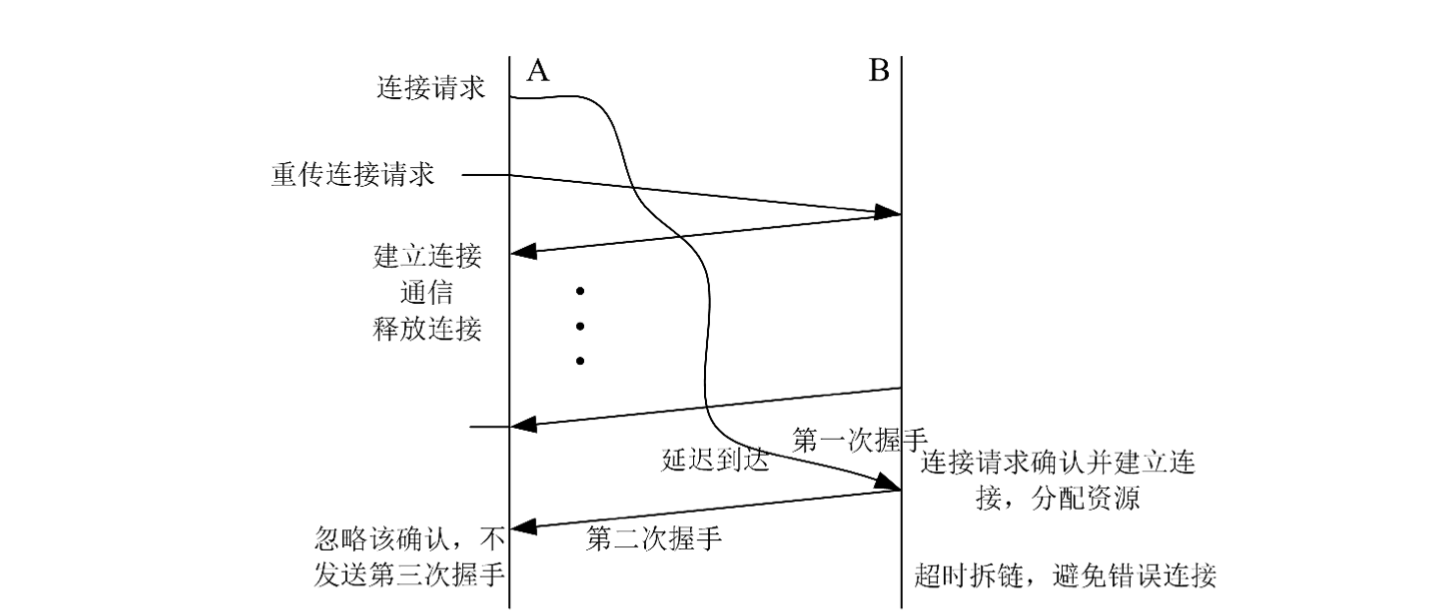 A
B
连接请求
重传连接请求
建立连接
通信
释放连接
第一次握手
延迟到达
连接请求确认并建立连
接，分配资源
第二次握手
忽略该确认，不
发送第三次握手
超时拆链，避免错误连接